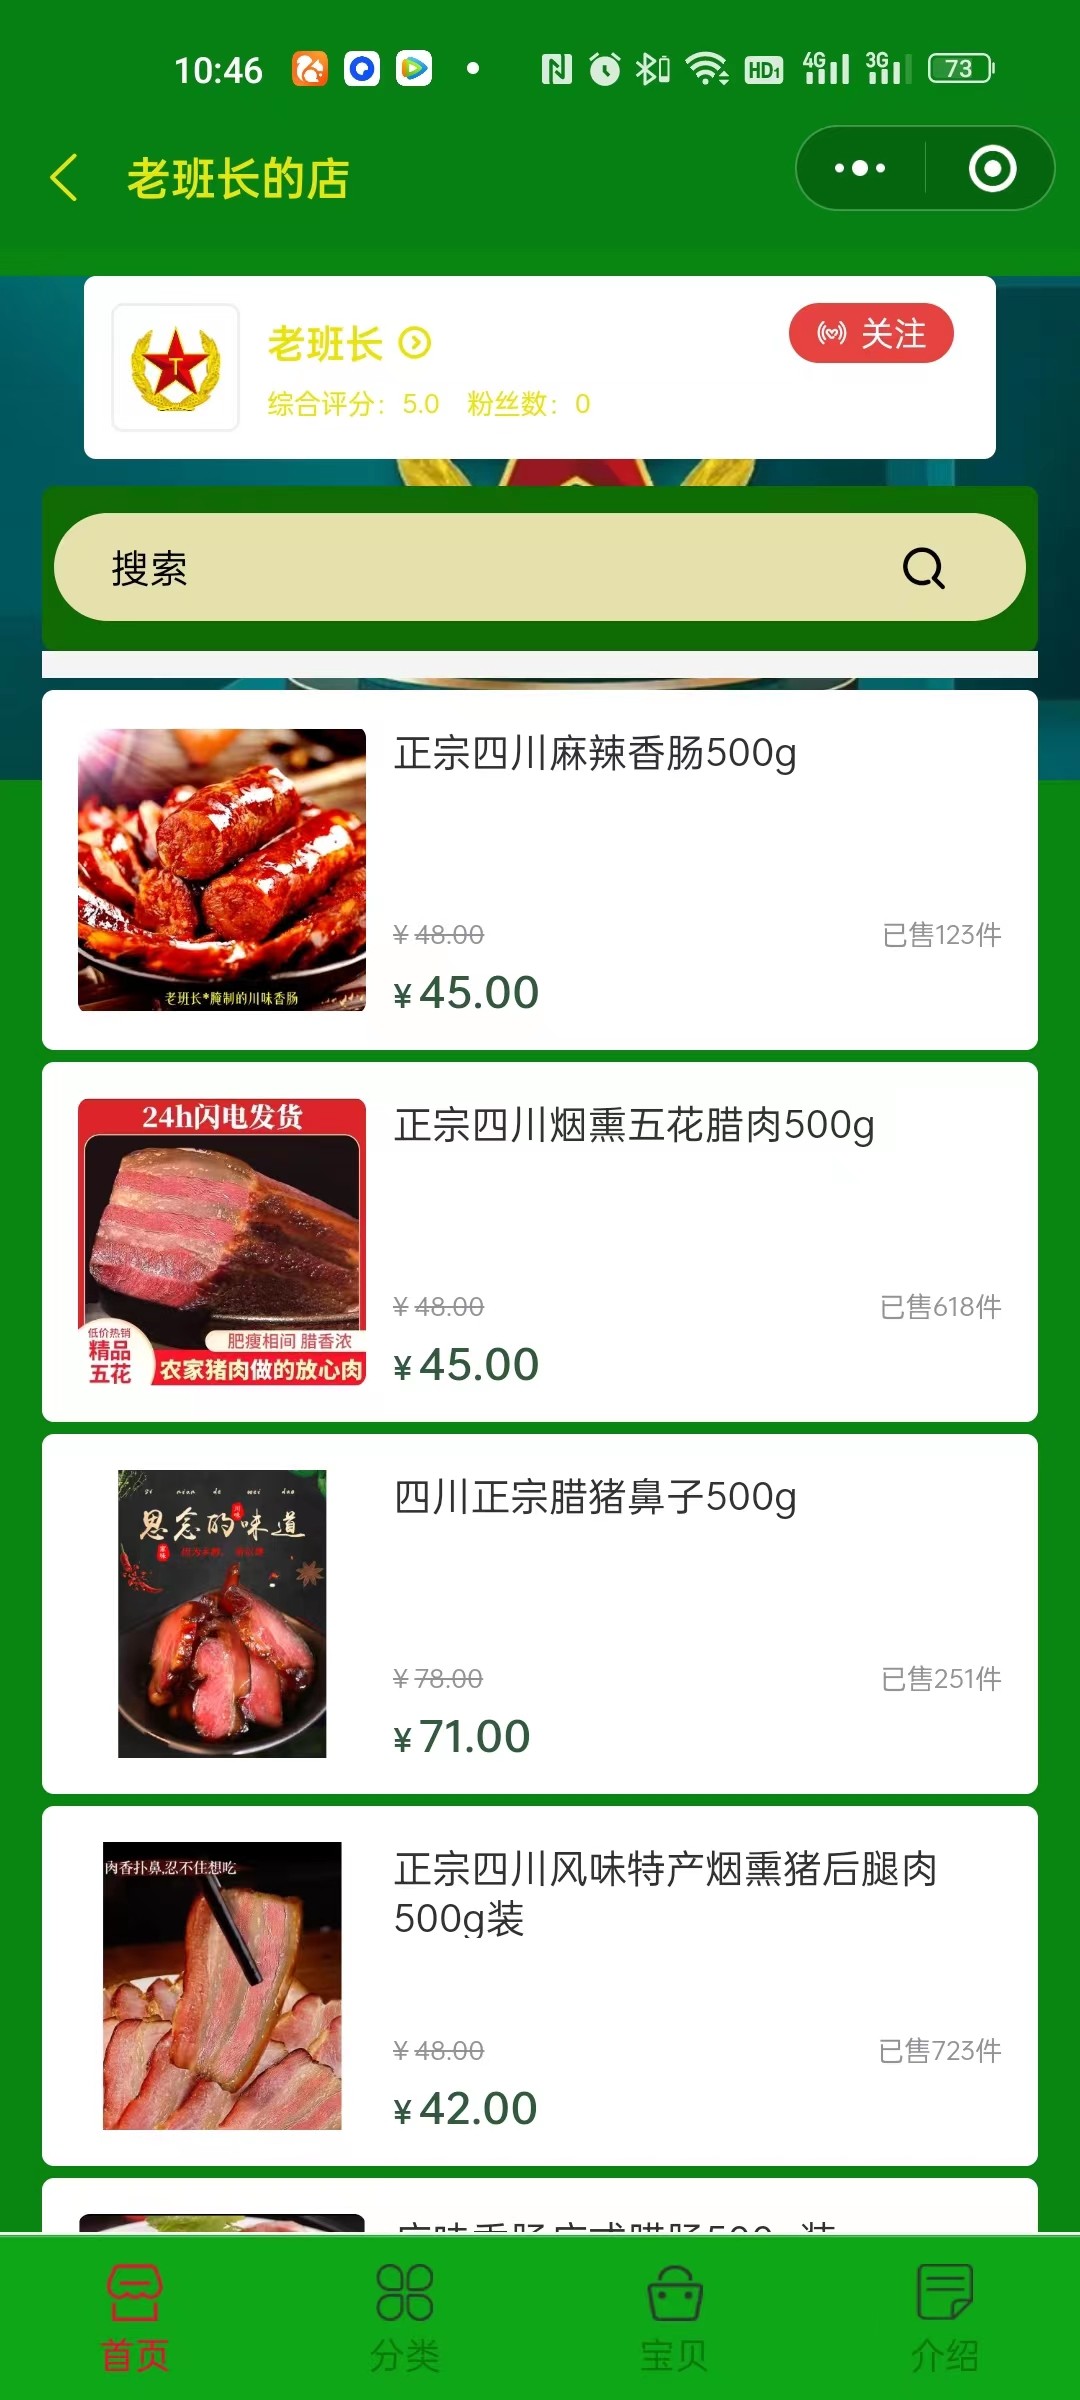 10:46
HD1 4G 3G 73
老班长的店
老班长
关注
综合评分：5.0 粉丝数：0
搜索
正宗四川麻辣香肠500g
老班长*腌制的川味香肠
¥48.00
已售123件
¥45.00
24h闪电发货
正宗四川烟熏五花腊肉500g
¥48.00
已售618件
低价热销
精品
五花
肥瘦相间 腊香浓
农家猪肉做的放心肉
¥45.00
四川正宗腊猪鼻子500g
si nian de wei dao
思念的味道
¥78.00
已售251件
¥71.00
肉香扑鼻,忍不住想吃
正宗四川风味特产烟熏猪后腿肉
500g装
¥48.00
已售723件
¥42.00
首页
分类
宝贝
介绍